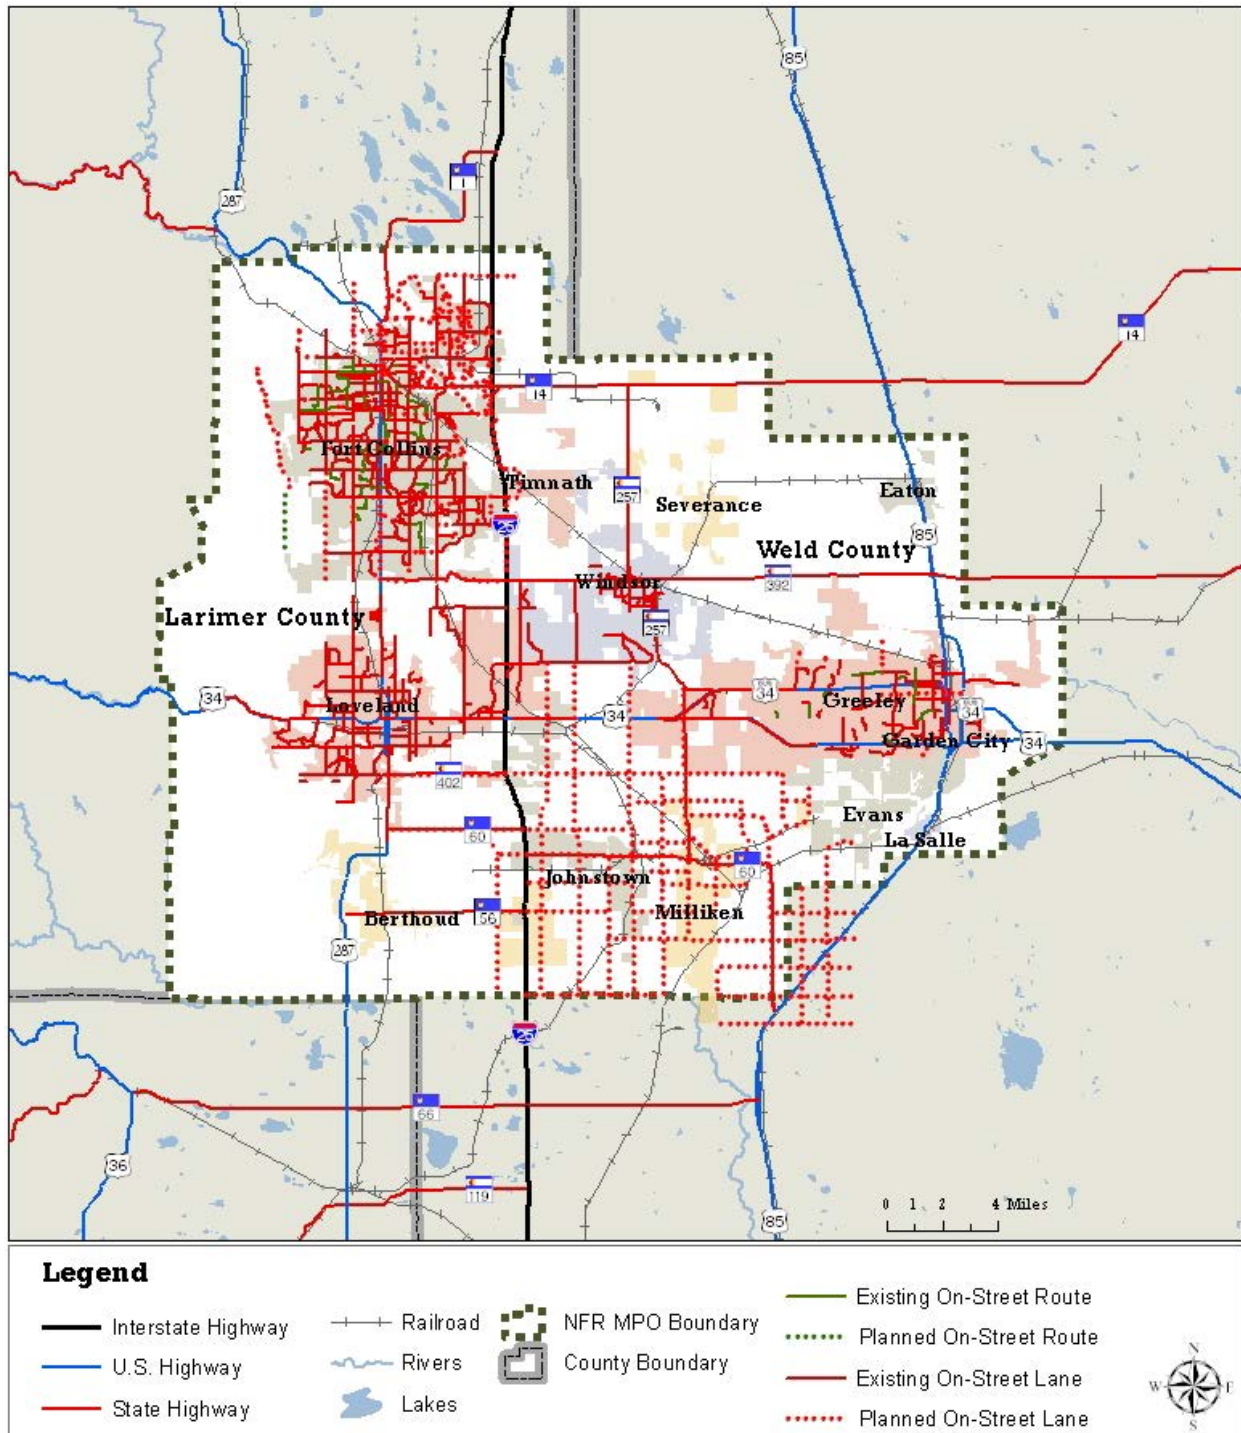 85
287
1
14
14
Fort Collins
Timnath
257
Severance
Eaton
25
85
Weld County
Windsor
392
Larimer County
257
34
Loveland
34
34
Greeley
34
Garden City
34
402
60
Evans
La Salle
60
Johnstown
Milliken
Berthoud
56
287
25
66
36
119
85
0 1 2 4 Miles
Legend
Interstate Highway
U.S. Highway
State Highway
Railroad
Rivers
Lakes
NFR MPO Boundary
County Boundary
Existing On-Street Route
Planned On-Street Route
Existing On-Street Lane
Planned On-Street Lane
N
W E
S